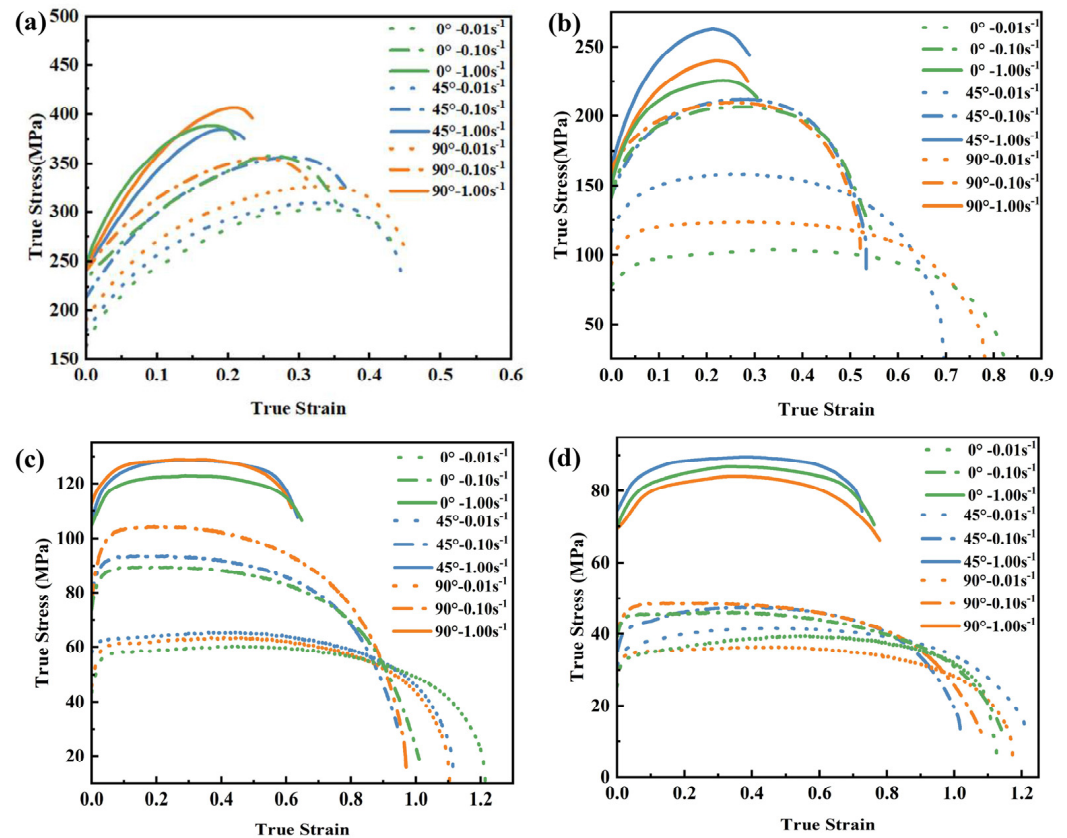 (a)
500
450
400
350
300
250
200
150
True Stress(MPa)
0.0 0.1 0.2 0.3 0.4 0.5 0.6
True Strain
0° -0.01s⁻¹
0° -0.10s⁻¹
0° -1.00s⁻¹
45°-0.01s⁻¹
45°-0.10s⁻¹
45°-1.00s⁻¹
90°-0.01s⁻¹
90°-0.10s⁻¹
90°-1.00s⁻¹
(b)
250
200
150
100
50
True Stress(MPa)
0.0 0.1 0.2 0.3 0.4 0.5 0.6 0.7 0.8 0.9
True Strain
0° -0.01s⁻¹
0° -0.10s⁻¹
0° -1.00s⁻¹
45°-0.01s⁻¹
45°-0.10s⁻¹
45°-1.00s⁻¹
90°-0.01s⁻¹
90°-0.10s⁻¹
90°-1.00s⁻¹
(c)
120
100
80
60
40
20
True Stress (MPa)
0.0 0.2 0.4 0.6 0.8 1.0 1.2
True Strain
0° -0.01s⁻¹
0° -0.10s⁻¹
0° -1.00s⁻¹
45°-0.01s⁻¹
45°-0.10s⁻¹
45°-1.00s⁻¹
90°-0.01s⁻¹
90°-0.10s⁻¹
90°-1.00s⁻¹
(d)
80
60
40
20
0
True Stress (MPa)
0.0 0.2 0.4 0.6 0.8 1.0 1.2
True Strain
0° -0.01s⁻¹
0° -0.10s⁻¹
0° -1.00s⁻¹
45°-0.01s⁻¹
45°-0.10s⁻¹
45°-1.00s⁻¹
90°-0.01s⁻¹
90°-0.10s⁻¹
90°-1.00s⁻¹